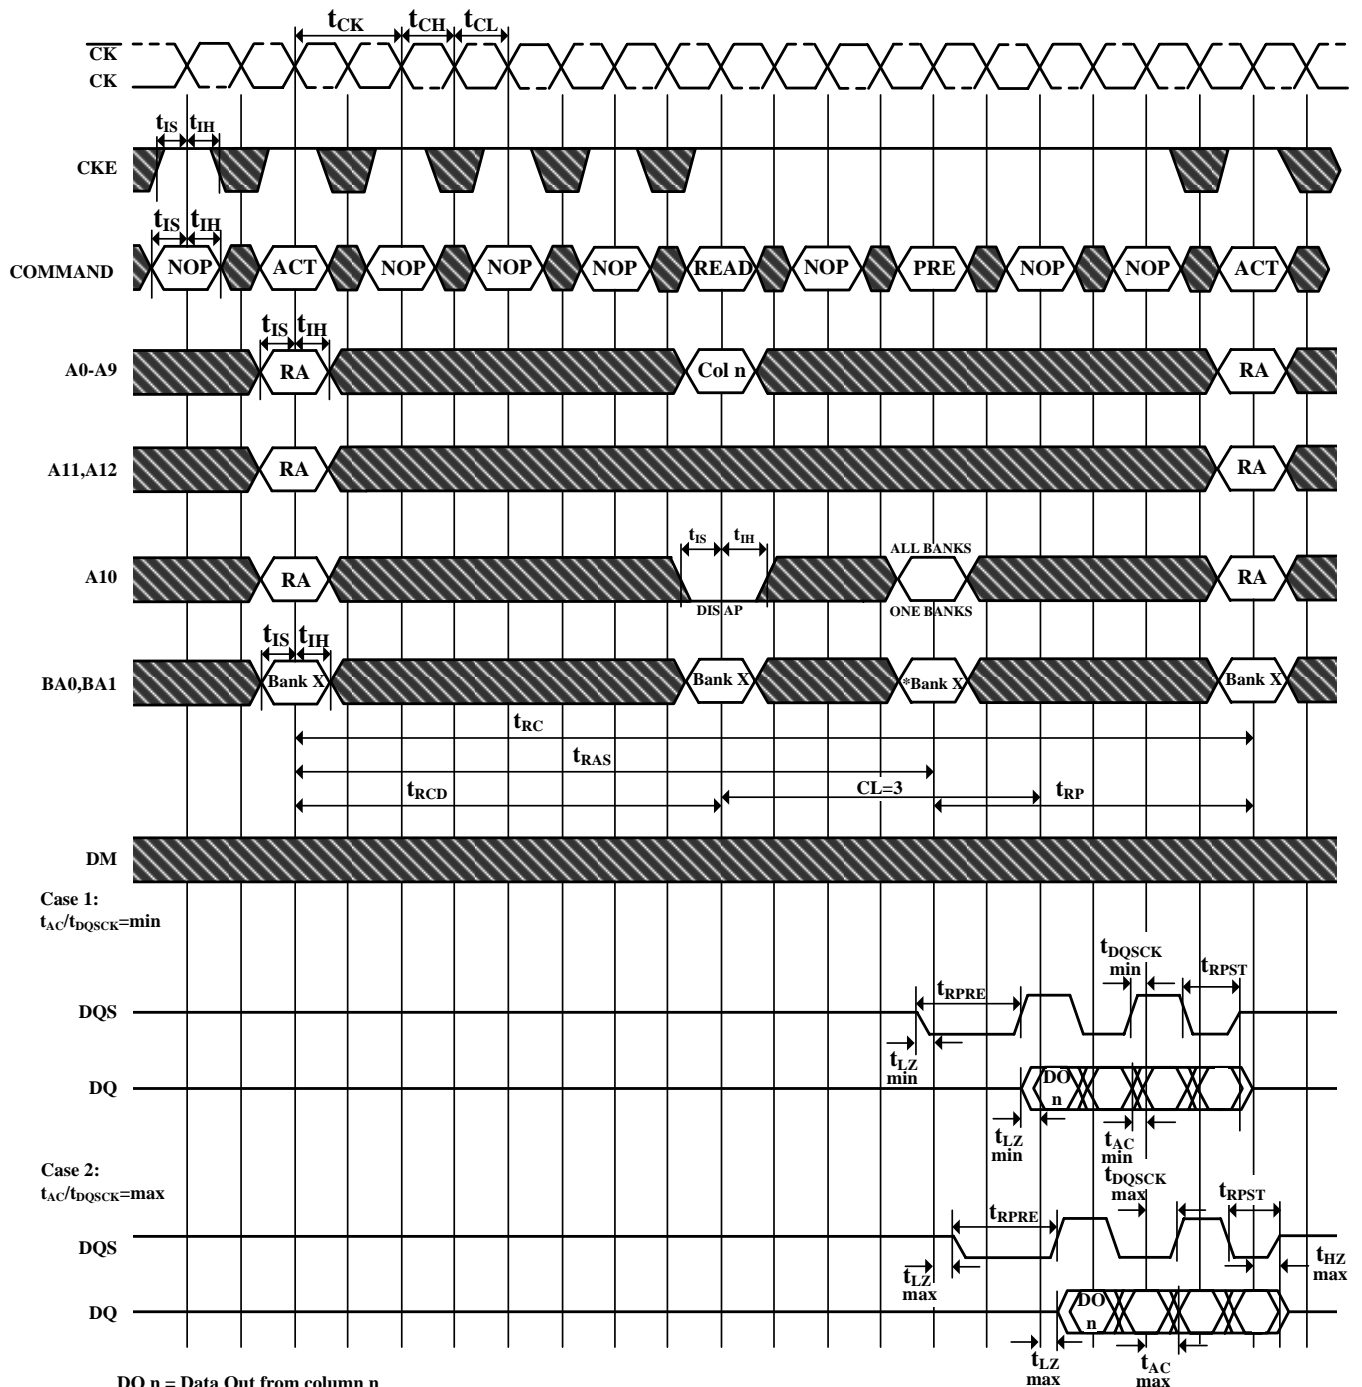 tCK tCH tCL
CK
CK
tIS tIH
CKE
tIS tIH
COMMAND NOP ACT NOP NOP NOP READ NOP PRE NOP NOP ACT
tIS tIH
A0-A9 RA Col n RA
A11,A12 RA RA
tIS tIH ALL BANKS
A10 RA RA
DIS AP ONE BANKS
tIS tIH
BA0,BA1 Bank X Bank X *Bank X Bank X
tRC
tRAS
tRCD CL=3 tRP
DM
Case 1:
tAC/tDQSCK=min
tDQSCK min tRPST
tRPRE
DQS
tLZ min
DQ DO n
tLZ min tAC min
Case 2:
tAC/tDQSCK=max
tDQSCK max tRPST
tRPRE
DQS
tLZ max tHZ max
DQ DO n
tLZ max tAC max
DO n = Data Out from column n